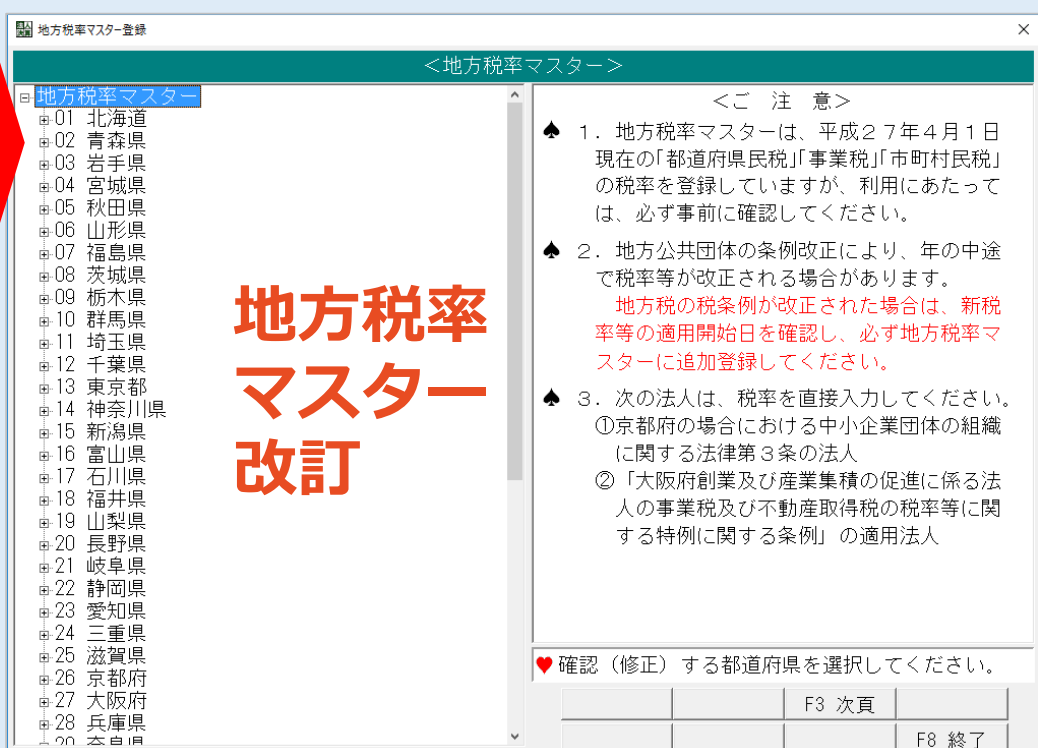 地方税率マスター登録
＜地方税率マスター＞
地方税率マスター
01 北海道
02 青森県
03 岩手県
04 宮城県
05 秋田県
06 山形県
07 福島県
08 茨城県
09 栃木県
10 群馬県
11 埼玉県
12 千葉県
13 東京都
14 神奈川県
15 新潟県
16 富山県
17 石川県
18 福井県
19 山梨県
20 長野県
21 岐阜県
22 静岡県
23 愛知県
24 三重県
25 滋賀県
26 京都府
27 大阪府
28 兵庫県
29 奈良県
地方税率
マスター
改訂
＜ご　注　意＞
♠ １．地方税率マスターは、平成２７年４月１日
現在の「都道府県民税」「事業税」「市町村民税」
の税率を登録していますが、利用にあたって
は、必ず事前に確認してください。
♠ ２．地方公共団体の条例改正により、年の中途
で税率等が改正される場合があります。
地方税の税条例が改正された場合は、新税
率等の適用開始日を確認し、必ず地方税率マ
スターに追加登録してください。
♠ ３．次の法人は、税率を直接入力してください。
①京都府の場合における中小企業団体の組織
に関する法律第３条の法人
②「大阪府創業及び産業集積の促進に係る法
人の事業税及び不動産取得税の税率等に関
する特例に関する条例」の適用法人
♥確認（修正）する都道府県を選択してください。
F3 次頁
F8 終了